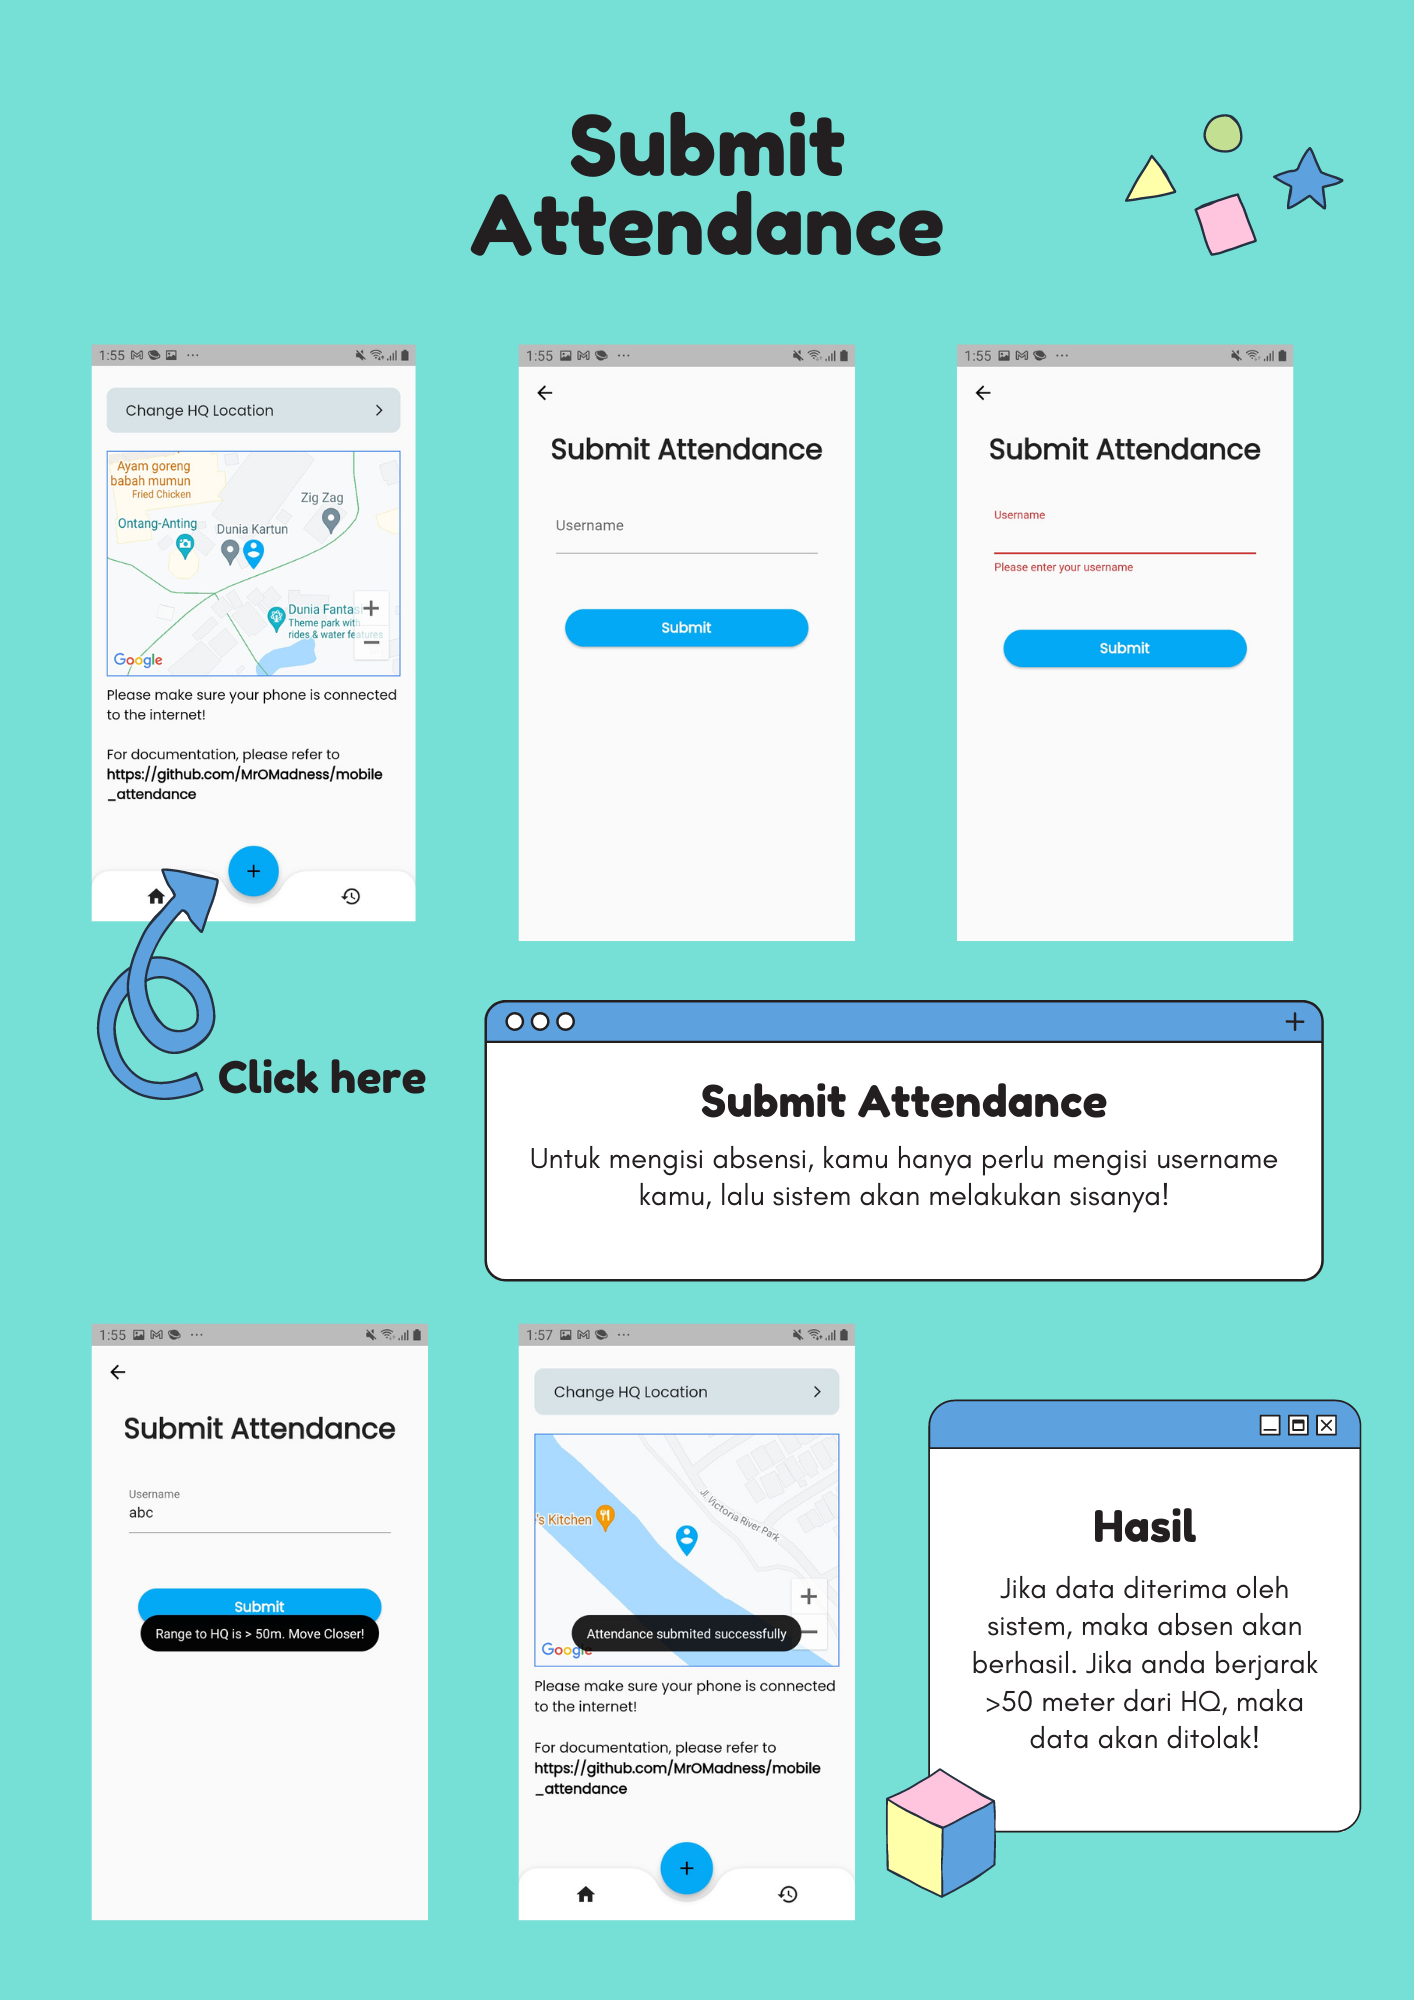 Submit
Attendance
1:55
Change HQ Location
Ayam goreng
babah mumun
Fried Chicken
Zig Zag
Ontang-Anting
Dunia Kartun
Dunia Fantasi
Theme park with
rides & water features
+
−
Google
Please make sure your phone is connected
to the internet!
For documentation, please refer to
https://github.com/MrOMadness/mobile
_attendance
+
Click here
1:55
Submit Attendance
Username
Submit
1:55
Submit Attendance
Username
Please enter your username
Submit
Submit Attendance
Untuk mengisi absensi, kamu hanya perlu mengisi username
kamu, lalu sistem akan melakukan sisanya!
1:55
Submit Attendance
Username
abc
Submit
Range to HQ is > 50m. Move Closer!
1:57
Change HQ Location
's Kitchen
Jl. Victoria River Park
+
−
Attendance submited successfully
Google
Please make sure your phone is connected
to the internet!
For documentation, please refer to
https://github.com/MrOMadness/mobile
_attendance
+
Hasil
Jika data diterima oleh
sistem, maka absen akan
berhasil. Jika anda berjarak
>50 meter dari HQ, maka
data akan ditolak!